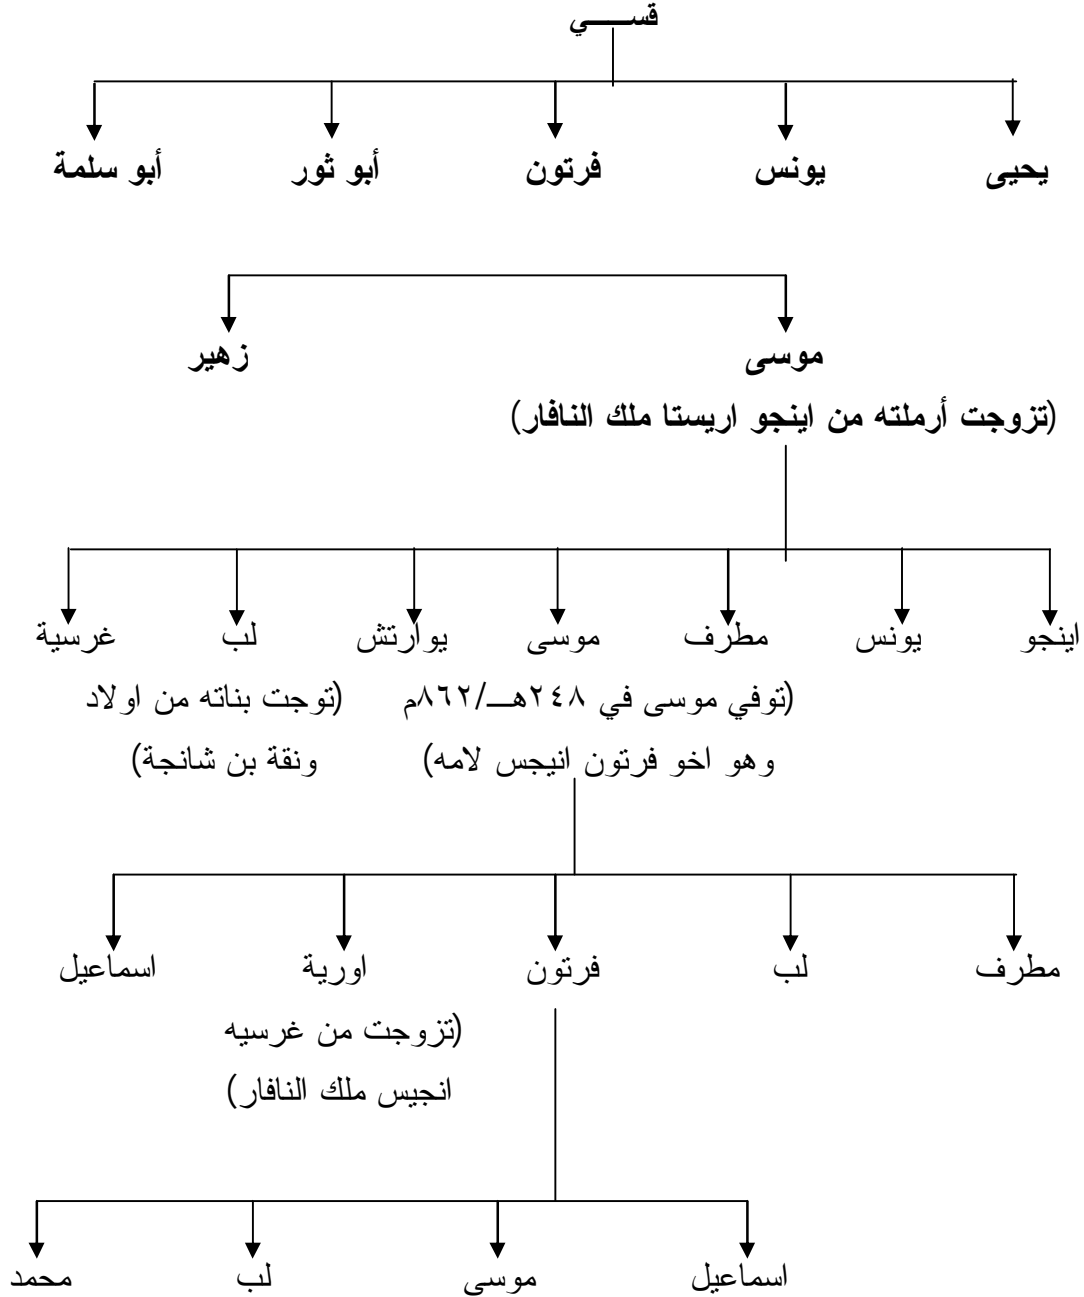 قسي
يحيى يونس فرتون أبو ثور أبو سلمة
موسى زهير
(تزوجت أرملته من اينجو اريستا ملك النافار)
اينجو يونس مطرف موسى يوارتش لب غرسية
(توفي موسى في ٢٤٨هـ/٨٦٢م (توجت بناته من اولاد
وهو اخو فرتون انيجس لامه) ونقة بن شانجة)
مطرف لب فرتون اورية اسماعيل
(تزوجت من غرسيه
انجيس ملك النافار)
اسماعيل موسى لب محمد